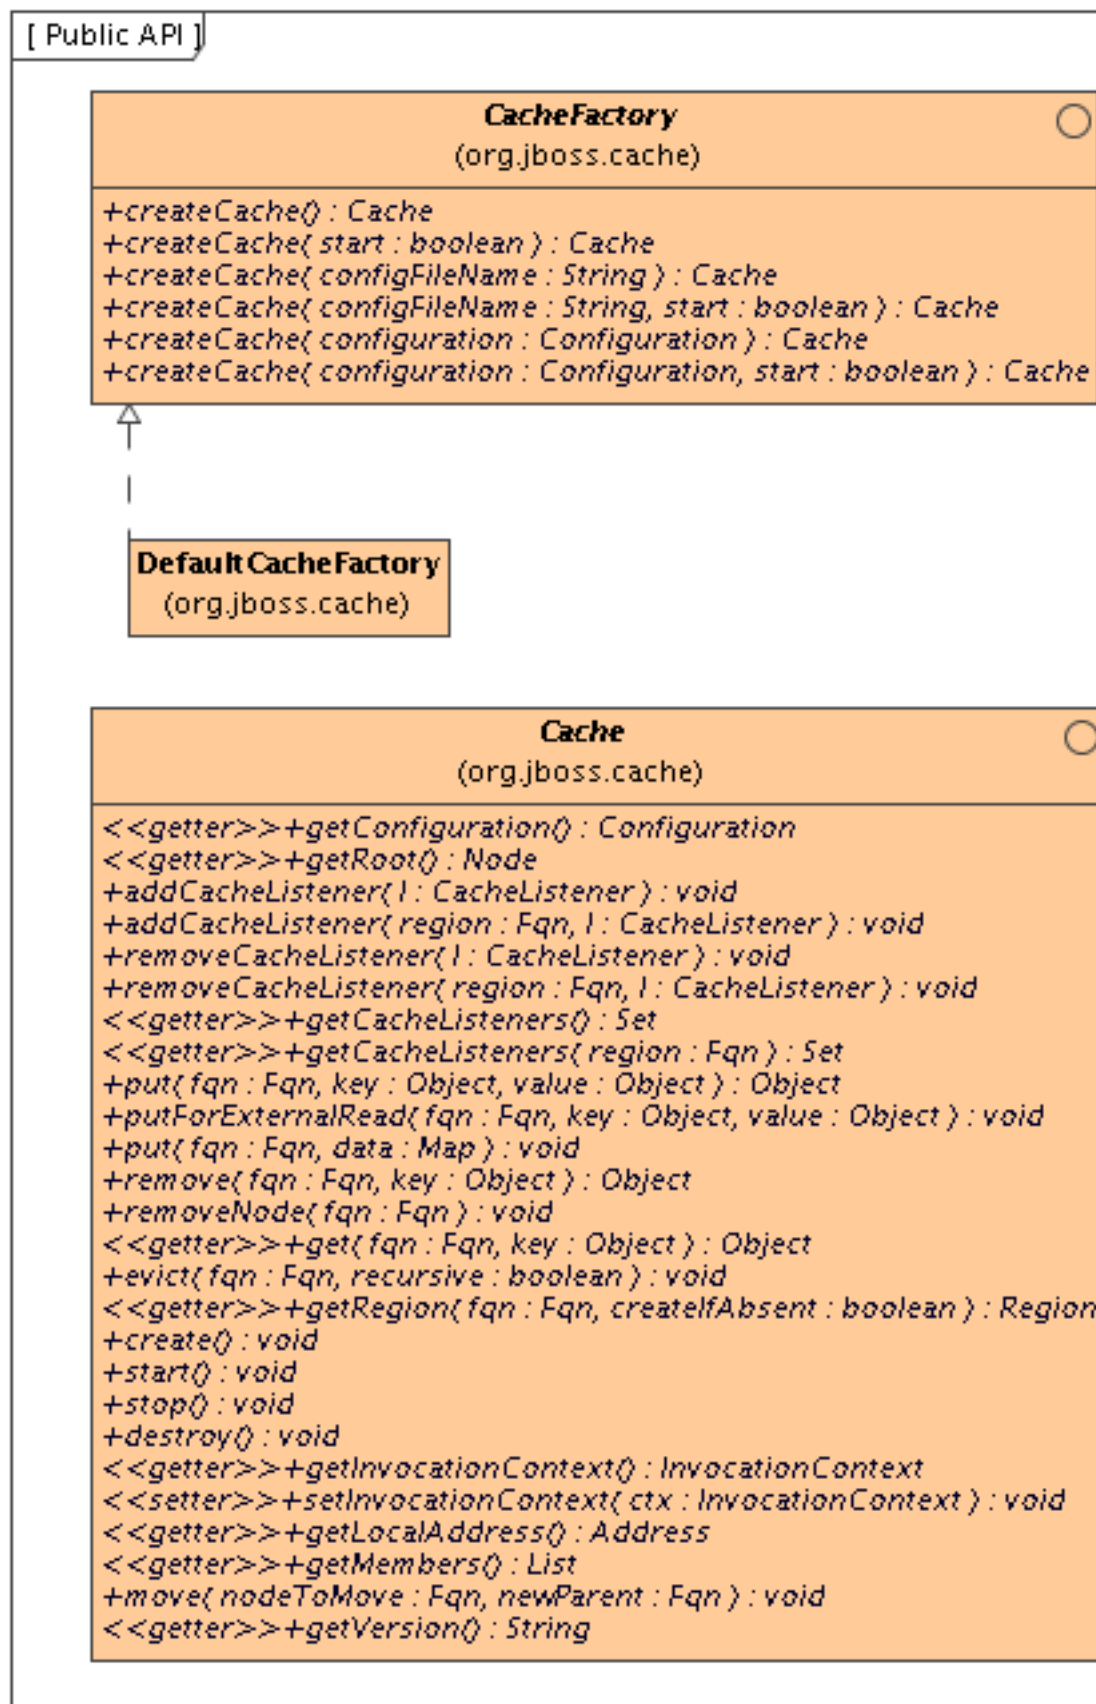 [ Public API ]
CacheFactory
(org.jboss.cache)
+createCache() : Cache
+createCache( start : boolean ) : Cache
+createCache( configFileName : String ) : Cache
+createCache( configFileName : String, start : boolean ) : Cache
+createCache( configuration : Configuration ) : Cache
+createCache( configuration : Configuration, start : boolean ) : Cache
DefaultCacheFactory
(org.jboss.cache)
Cache
(org.jboss.cache)
<<getter>>+getConfiguration() : Configuration
<<getter>>+getRoot() : Node
+addCacheListener( l : CacheListener ) : void
+addCacheListener( region : Fqn, l : CacheListener ) : void
+removeCacheListener( l : CacheListener ) : void
+removeCacheListener( region : Fqn, l : CacheListener ) : void
<<getter>>+getCacheListeners() : Set
<<getter>>+getCacheListeners( region : Fqn ) : Set
+put( fqn : Fqn, key : Object, value : Object ) : Object
+putForExternalRead( fqn : Fqn, key : Object, value : Object ) : void
+put( fqn : Fqn, data : Map ) : void
+remove( fqn : Fqn, key : Object ) : Object
+removeNode( fqn : Fqn ) : void
<<getter>>+get( fqn : Fqn, key : Object ) : Object
+evict( fqn : Fqn, recursive : boolean ) : void
<<getter>>+getRegion( fqn : Fqn, createIfAbsent : boolean ) : Region
+create() : void
+start() : void
+stop() : void
+destroy() : void
<<getter>>+getInvocationContext() : InvocationContext
<<setter>>+setInvocationContext( ctx : InvocationContext ) : void
<<getter>>+getLocalAddress() : Address
<<getter>>+getMembers() : List
+move( nodeToMove : Fqn, newParent : Fqn ) : void
<<getter>>+getVersion() : String